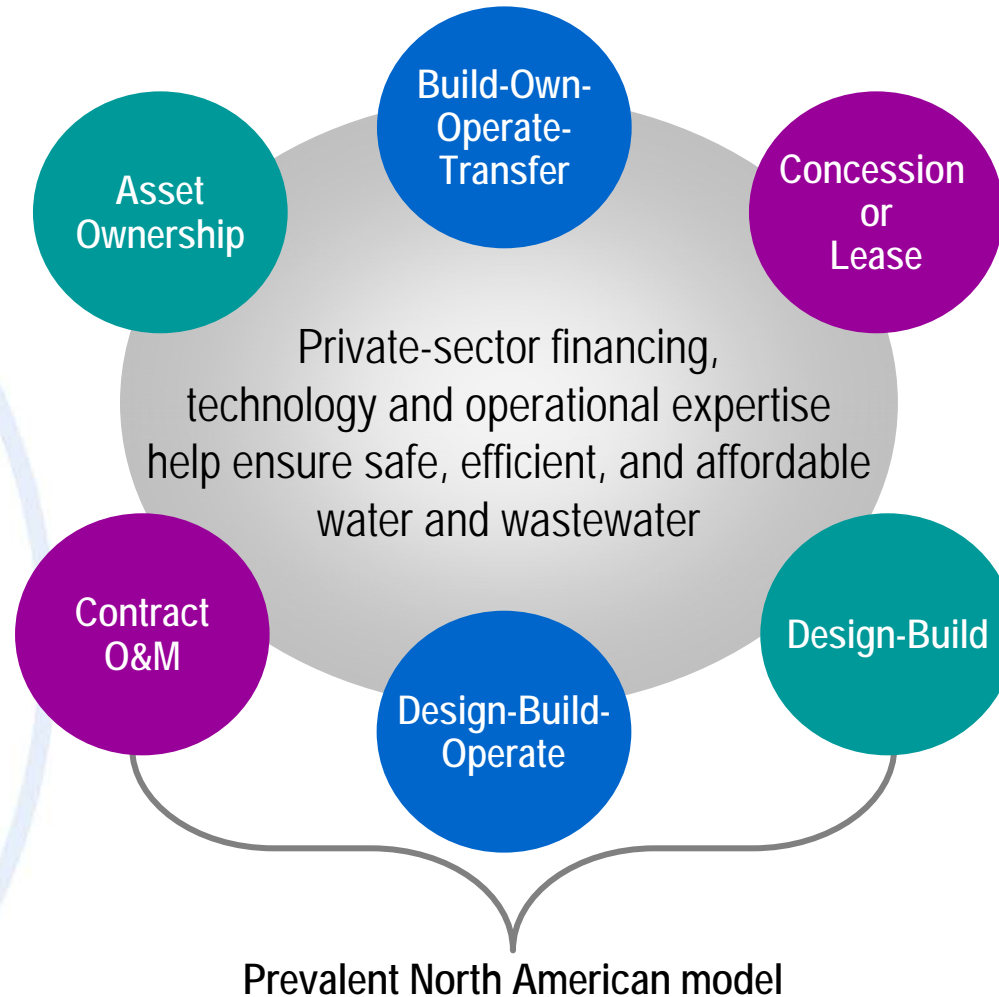 Build-Own-
Operate-
Transfer
Asset
Ownership
Concession
or
Lease
Private-sector financing,
technology and operational expertise
help ensure safe, efficient, and affordable
water and wastewater
Contract
O&M
Design-Build-
Operate
Design-Build
Prevalent North American model